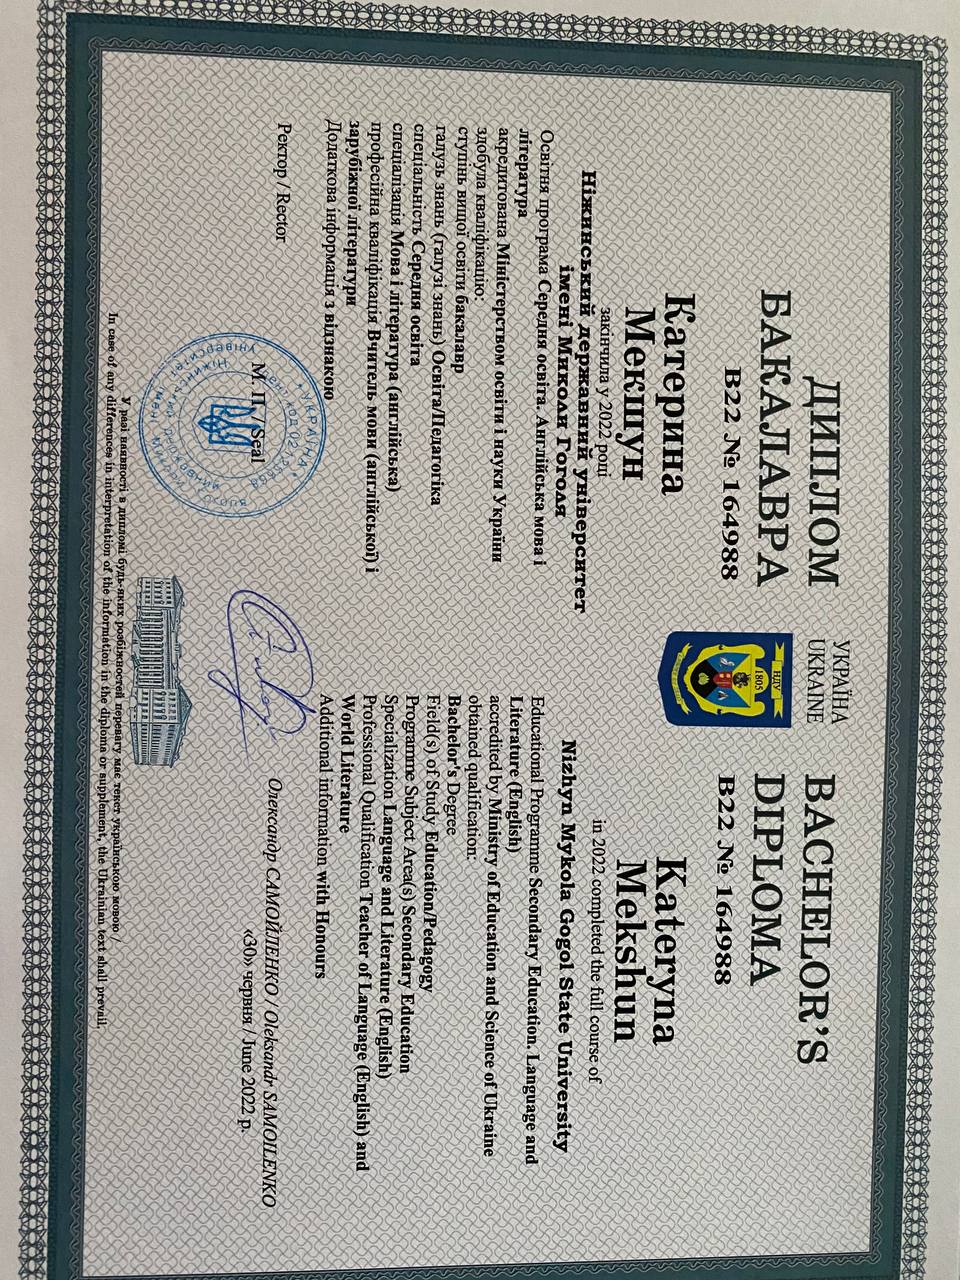 УКРАЇНА
UKRAINE
ДИПЛОМ
БАКАЛАВРА
В22 № 164988
Катерина
Мекшун
закінчила у 2022 році
Ніжинський державний університет
імені Миколи Гоголя
Освітня програма Середня освіта. Англійська мова і
література
акредитована Міністерством освіти і науки України
здобула кваліфікацію:
ступінь вищої освіти бакалавр
галузь знань (галузі знань) Освіта/Педагогіка
спеціальність Середня освіта
спеціалізація Мова і література (англійська)
професійна кваліфікація Вчитель мови (англійської) і
зарубіжної літератури
Додаткова інформація з відзнакою
Ректор / Rector
М. П. / Seal
УКРАЇНА
НДУ
1805
BACHELOR'S
DIPLOMA
B22 № 164988
Kateryna
Mekshun
in 2022 completed the full course of
Nizhyn Mykola Gogol State University
Educational Programme Secondary Education. Language and
Literature (English)
accredited by Ministry of Education and Science of Ukraine
obtained qualification:
Bachelor's Degree
Field(s) of Study Education/Pedagogy
Programme Subject Area(s) Secondary Education
Specialization Language and Literature (English)
Professional Qualification Teacher of Language (English) and
World Literature
Additional information with Honours
Олександр САМОЙЛЕНКО / Oleksandr SAMOILENKO
«30» червня / June 2022 р.
У разі наявності в дипломі будь-яких розбіжностей перевагу має текст українською мовою /
In case of any differences in interpretation of the information in the diploma or supplement, the Ukrainian text shall prevail.